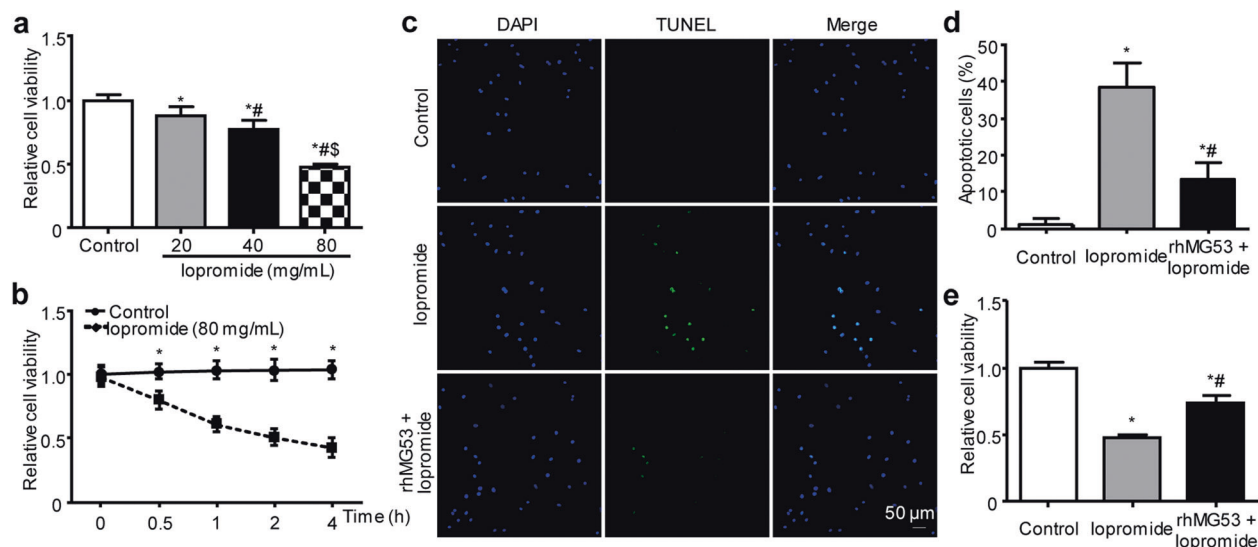 a
Relative cell viability
1.5
1.0
0.5
0
*
*#
*#$
Control
20
40
80
Iopromide (mg/mL)
b
Control
Iopromide (80 mg/mL)
Relative cell viability
1.5
1.0
0.5
0
* * * *
0 0.5 1 2 4 Time (h)
c
DAPI TUNEL Merge
Control
Iopromide
rhMG53 +
Iopromide
50 µm
d
Apoptotic cells (%)
50
40
30
20
10
0
*
*#
Control Iopromide rhMG53 +
Iopromide
e
Relative cell viability
1.5
1.0
0.5
0
*
*#
Control Iopromide rhMG53 +
Iopromide